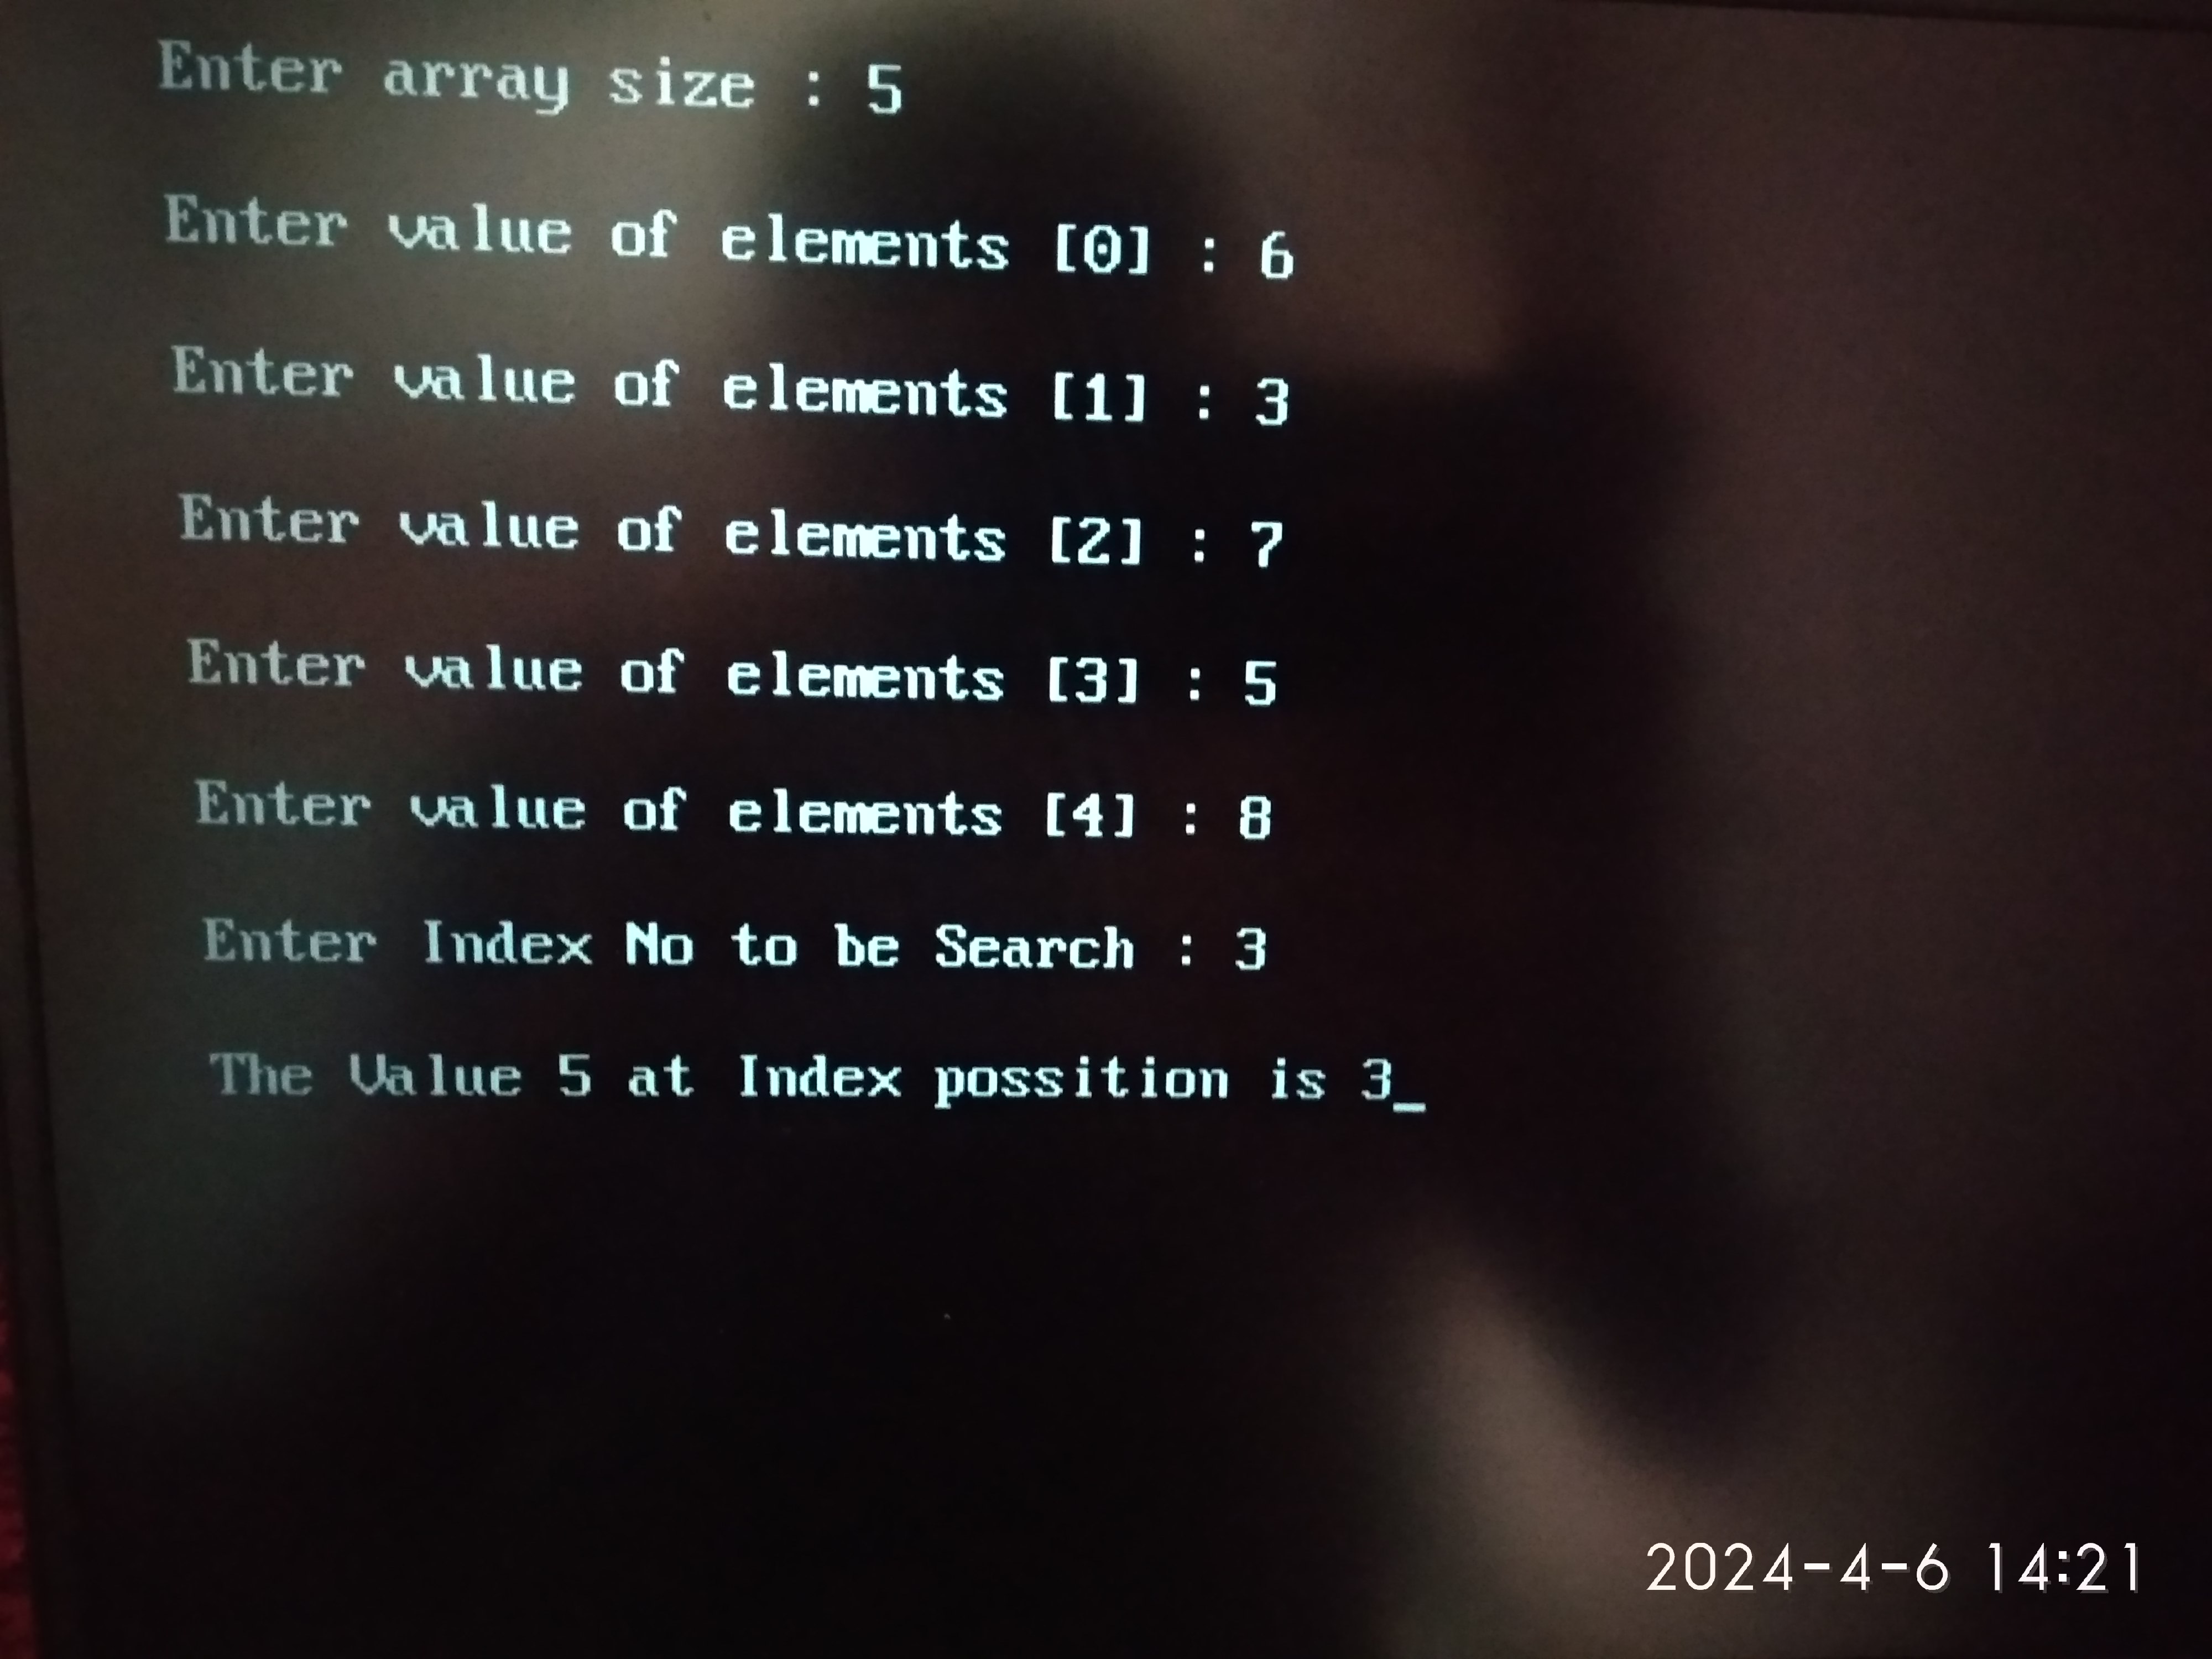 Enter array size : 5
Enter value of elements [0] : 6
Enter value of elements [1] : 3
Enter value of elements [2] : 7
Enter value of elements [3] : 5
Enter value of elements [4] : 8
Enter Index No to be Search : 3
The Value 5 at Index possition is 3_
2024-4-6 14:21